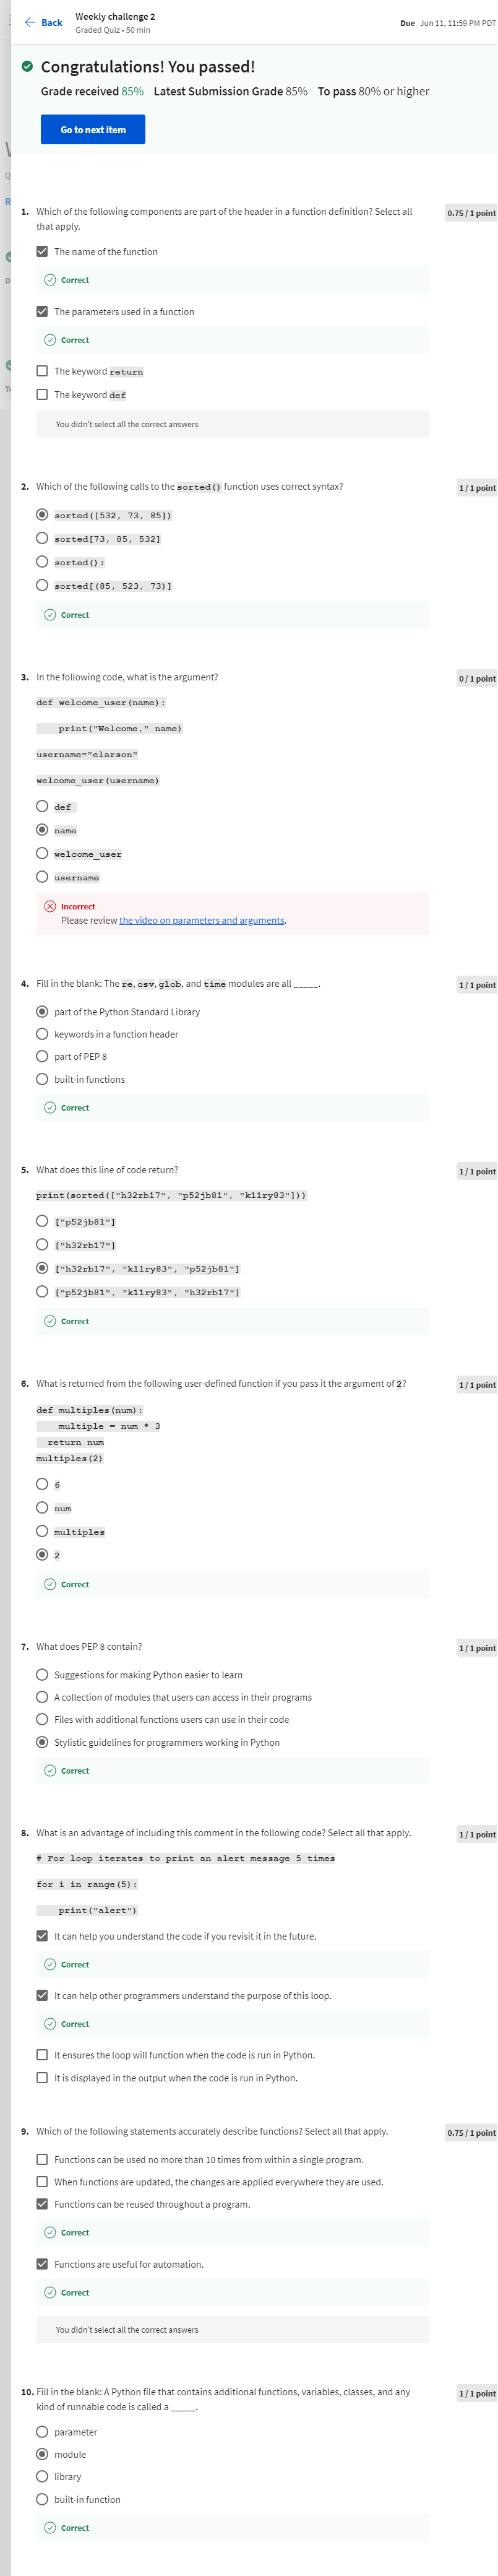 Back
Weekly challenge 2
Graded Quiz • 50 min
Due Jun 11, 11:59 PM PDT
Congratulations! You passed!
Grade received 85% Latest Submission Grade 85% To pass 80% or higher
Go to next item
1. Which of the following components are part of the header in a function definition? Select all
that apply.
0.75 / 1 point
The name of the function
Correct
The parameters used in a function
Correct
The keyword return
The keyword def
You didn't select all the correct answers
2. Which of the following calls to the sorted() function uses correct syntax?
1 / 1 point
sorted([532, 73, 85])
sorted[73, 85, 532]
sorted():
sorted[(85, 523, 73)]
Correct
3. In the following code, what is the argument?
0 / 1 point
def welcome_user(name):
print("Welcome," name)
username="elarson"
welcome_user(username)
def
name
welcome_user
username
Incorrect
Please review the video on parameters and arguments.
4. Fill in the blank: The re, csv, glob, and time modules are all _____.
1 / 1 point
part of the Python Standard Library
keywords in a function header
part of PEP 8
built-in functions
Correct
5. What does this line of code return?
1 / 1 point
print(sorted(["h32rb17", "p52jb81", "k11ry83"]))
["p52jb81"]
["h32rb17"]
["h32rb17", "k11ry83", "p52jb81"]
["p52jb81", "k11ry83", "h32rb17"]
Correct
6. What is returned from the following user-defined function if you pass it the argument of 2?
1 / 1 point
def multiples(num):
multiple = num * 3
return num
multiples(2)
6
num
multiples
2
Correct
7. What does PEP 8 contain?
1 / 1 point
Suggestions for making Python easier to learn
A collection of modules that users can access in their programs
Files with additional functions users can use in their code
Stylistic guidelines for programmers working in Python
Correct
8. What is an advantage of including this comment in the following code? Select all that apply.
1 / 1 point
# For loop iterates to print an alert message 5 times
for i in range(5):
print("alert")
It can help you understand the code if you revisit it in the future.
Correct
It can help other programmers understand the purpose of this loop.
Correct
It ensures the loop will function when the code is run in Python.
It is displayed in the output when the code is run in Python.
9. Which of the following statements accurately describe functions? Select all that apply.
0.75 / 1 point
Functions can be used no more than 10 times from within a single program.
When functions are updated, the changes are applied everywhere they are used.
Functions can be reused throughout a program.
Correct
Functions are useful for automation.
Correct
You didn't select all the correct answers
10. Fill in the blank: A Python file that contains additional functions, variables, classes, and any
kind of runnable code is called a _____.
1 / 1 point
parameter
module
library
built-in function
Correct